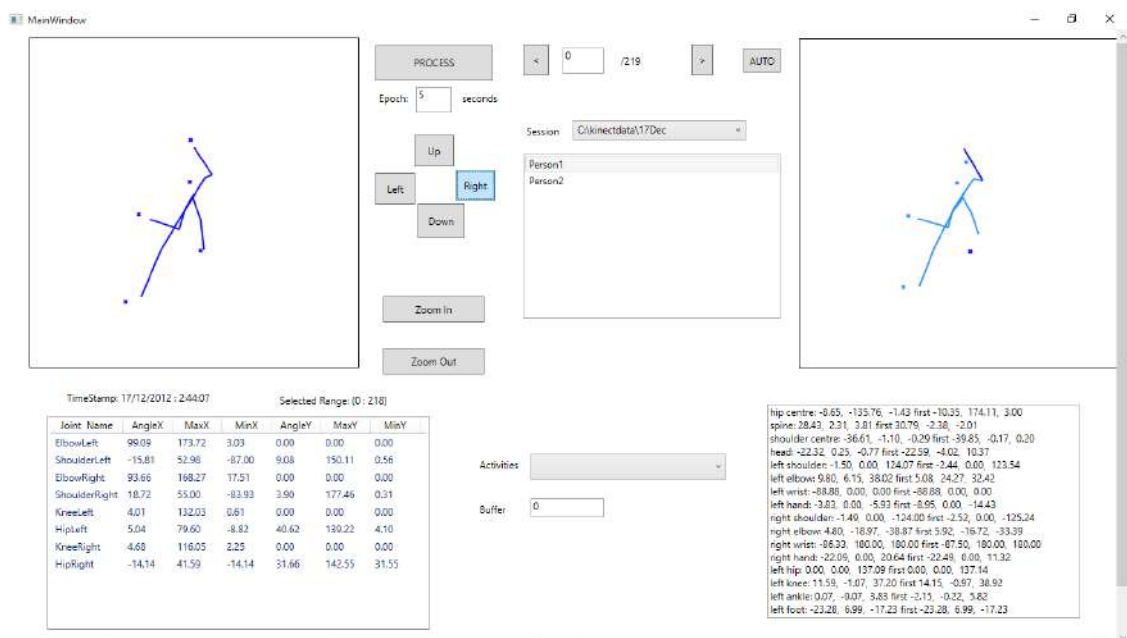 MainWindow
PROCESS
< 0 /219 > AUTO
Epoch: 5 seconds
Session C:\kinectdata\17Dec
Up
Left Right
Down
Person1
Person2
Zoom In
Zoom Out
TimeStamp: 17/12/2012 : 2:44:07
Selected Range: (0 : 218)
Joint Name AngleX MaxX MinX AngleY MaxY MinY
ElbowLeft 99.09 173.72 3.03 0.00 0.00 0.00
ShoulderLeft -15.81 52.98 -87.00 9.08 150.11 0.56
ElbowRight 93.66 168.27 17.51 0.00 0.00 0.00
ShoulderRight 18.72 55.00 -83.93 3.90 177.46 0.31
KneeLeft 4.01 132.03 0.61 0.00 0.00 0.00
HipLeft 5.04 79.60 -8.82 40.62 139.22 4.10
KneeRight 4.68 116.05 2.25 0.00 0.00 0.00
HipRight -14.14 41.59 -14.14 31.66 142.55 31.55
Activities
Buffer 0
hip centre: -8.65, -135.76, -1.43 first -10.35, 174.11, 3.00
spine: 28.43, 2.31, 3.81 first 30.79, -2.38, -2.01
shoulder centre: -36.61, -1.10, -0.29 first -39.85, -0.17, 0.20
head: -22.32, 0.25, -0.77 first -22.59, -4.02, 10.37
left shoulder: -1.50, 0.00, 124.07 first -2.44, 0.00, 123.54
left elbow: 9.80, 6.15, 38.02 first 5.08, 24.27, 32.42
left wrist: -88.88, 0.00, 0.00 first -88.88, 0.00, 0.00
left hand: -3.83, 0.00, -5.93 first -8.95, 0.00, -14.43
right shoulder: -1.49, 0.00, -124.00 first -2.52, 0.00, -125.24
right elbow: 4.80, -18.97, -38.87 first 5.92, -16.72, -33.39
right wrist: -86.33, 180.00, 180.00 first -87.50, 180.00, 180.00
right hand: -22.09, 0.00, 20.64 first -22.49, 0.00, 11.32
left hip: 0.00, 0.00, 137.09 first 0.00, 0.00, 137.14
left knee: 11.59, -1.07, 37.20 first 14.15, -0.97, 38.92
left ankle: 0.07, -0.07, 3.83 first -2.15, -0.22, 5.82
left foot: -23.28, 6.99, -17.23 first -23.28, 6.99, -17.23